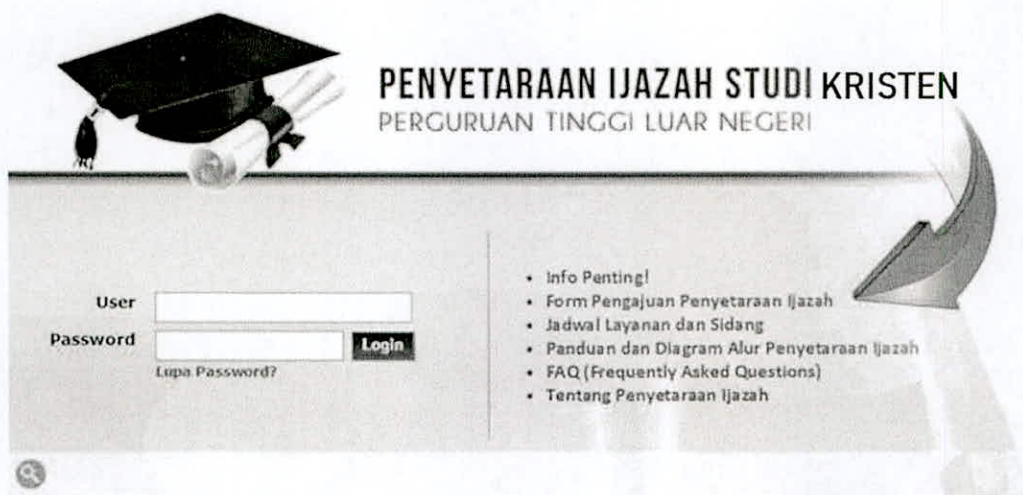 PENYETARAAN IJAZAH STUDI KRISTEN
PERGURUAN TINGGI LUAR NEGERI
User
Password
Login
Lupa Password?
• Info Penting!
• Form Pengajuan Penyetaraan Ijazah
• Jadwal Layanan dan Sidang
• Panduan dan Diagram Alur Penyetaraan Ijazah
• FAQ (Frequently Asked Questions)
• Tentang Penyetaraan Ijazah